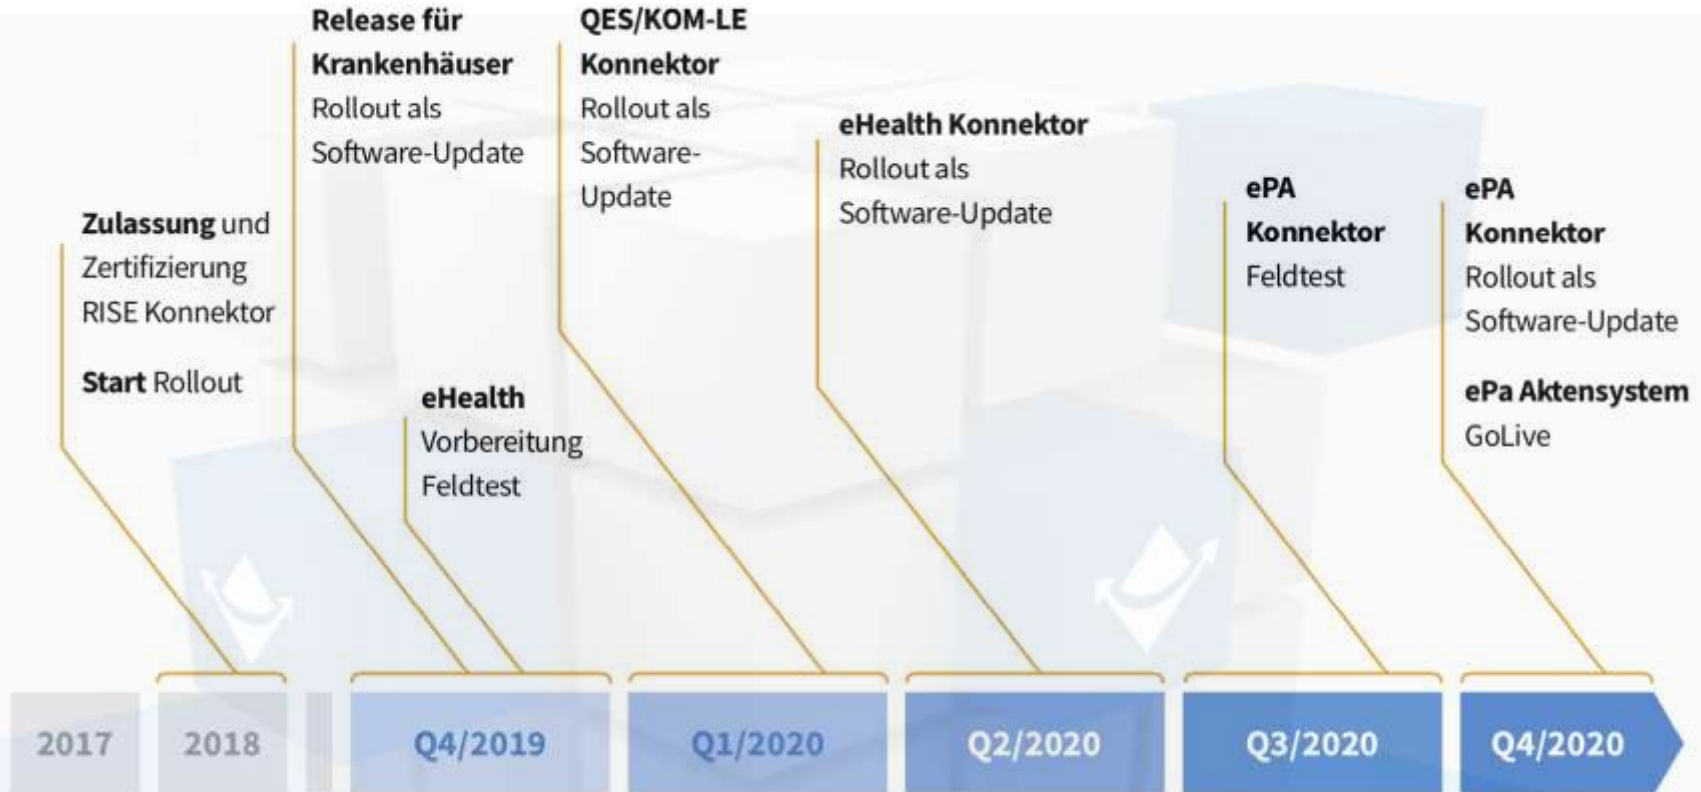 Release für
Krankenhäuser
Rollout als
Software-Update
QES/KOM-LE
Konnektor
Rollout als
Software-
Update
eHealth Konnektor
Rollout als
Software-Update
ePA
Konnektor
Feldtest
ePA
Konnektor
Rollout als
Software-Update
ePa Aktensystem
GoLive
Zulassung und
Zertifizierung
RISE Konnektor
Start Rollout
eHealth
Vorbereitung
Feldtest
2017
2018
Q4/2019
Q1/2020
Q2/2020
Q3/2020
Q4/2020